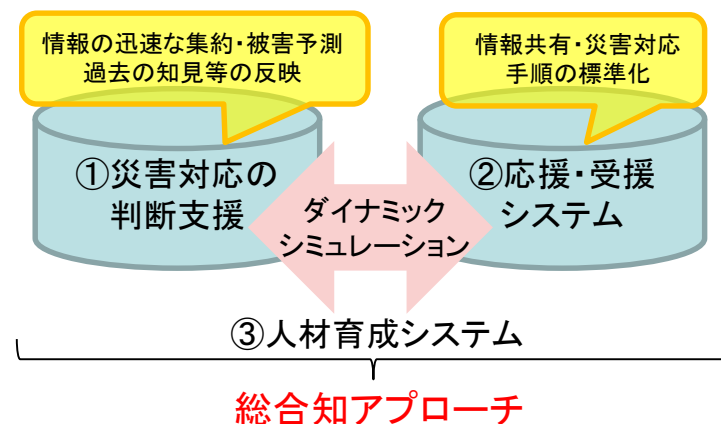 情報の迅速な集約・被害予測
過去の知見等の反映
情報共有・災害対応
手順の標準化
①災害対応の
判断支援
ダイナミック
シミュレーション
②応援・受援
システム
③人材育成システム
総合知アプローチ